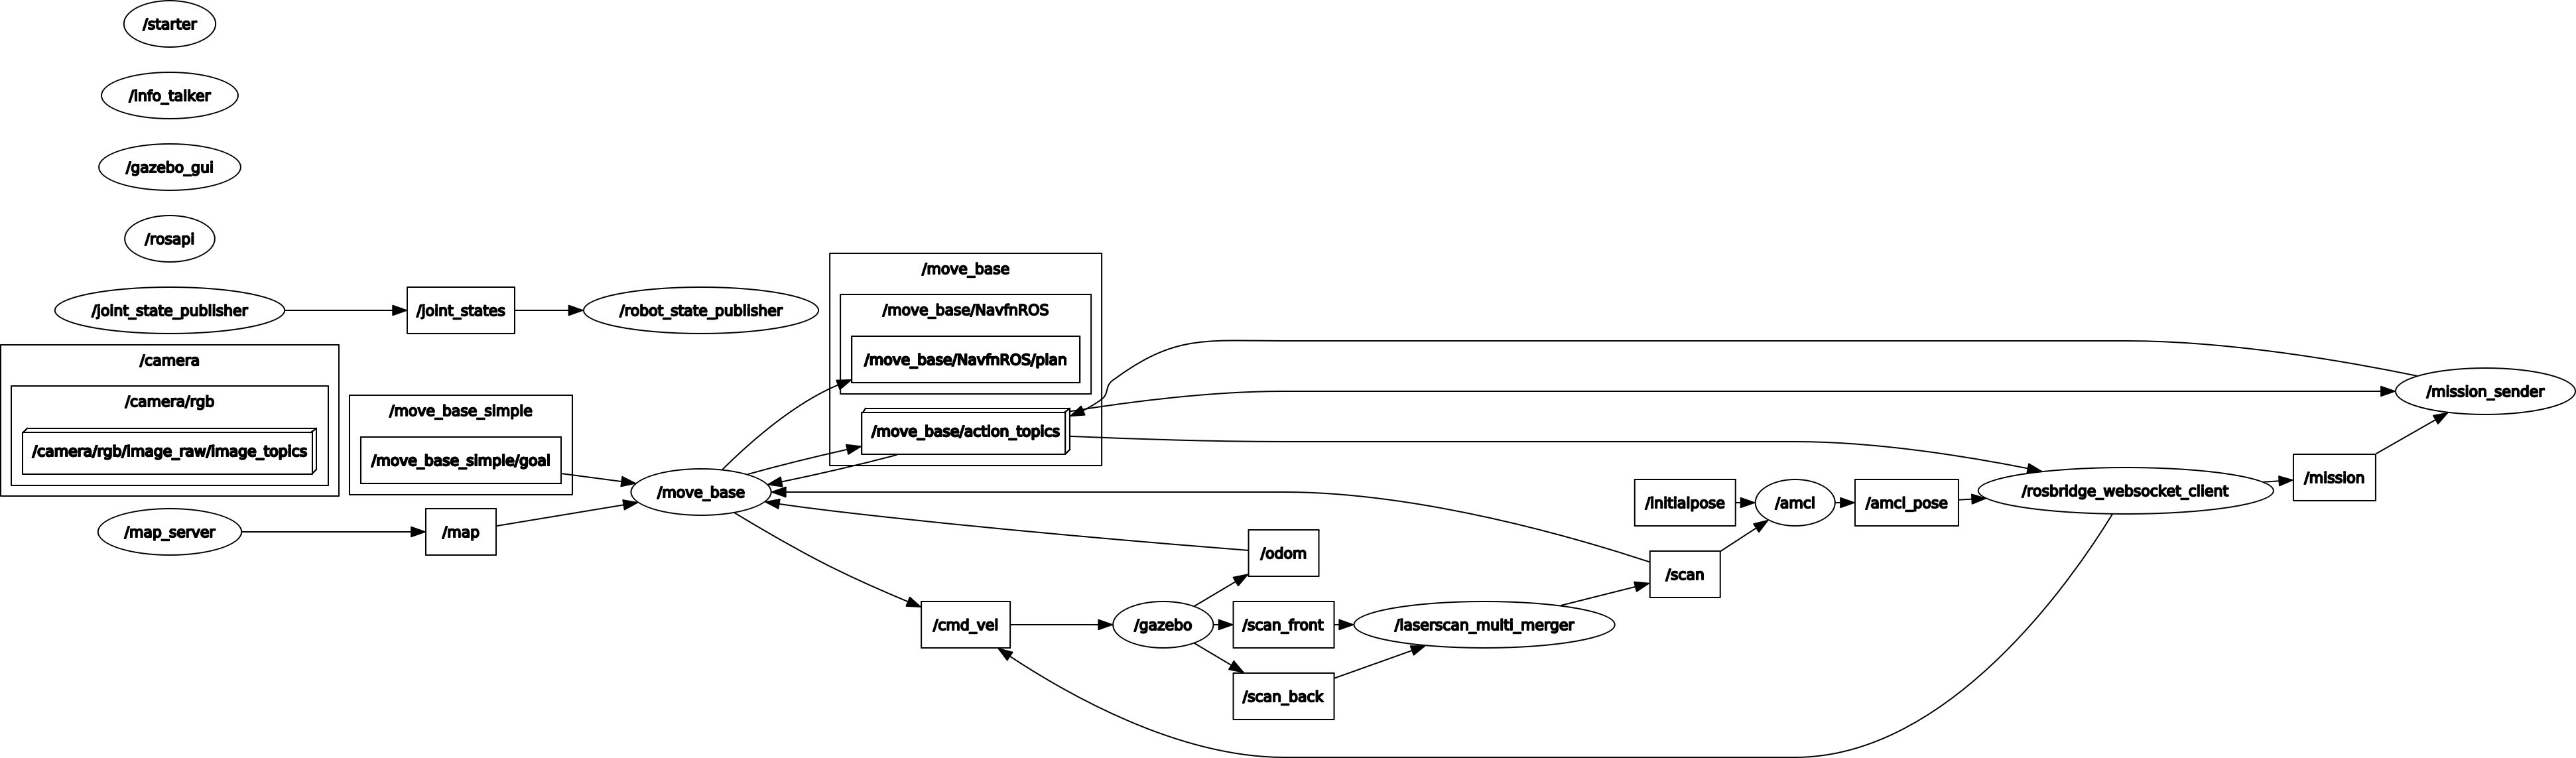 /starter
/info_talker
/gazebo_gui
/rosapi
/joint_state_publisher
/joint_states
/robot_state_publisher
/move_base
/move_base/NavfnROS
/move_base/NavfnROS/plan
/move_base/action_topics
/camera
/camera/rgb
/camera/rgb/image_raw/image_topics
/move_base_simple
/move_base_simple/goal
/move_base
/map_server
/map
/mission_sender
/mission
/rosbridge_websocket_client
/initialpose
/amcl
/amcl_pose
/odom
/scan
/cmd_vel
/gazebo
/scan_front
/laserscan_multi_merger
/scan_back